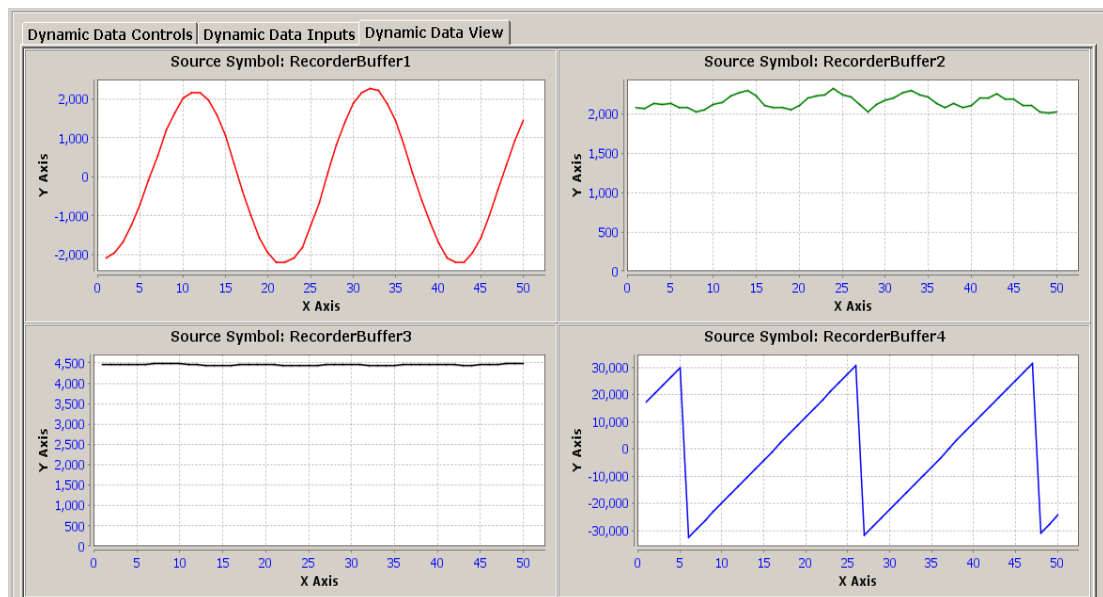 Dynamic Data Controls Dynamic Data Inputs Dynamic Data View
Source Symbol: RecorderBuffer1
Y Axis
2,000
1,000
0
-1,000
-2,000
0 5 10 15 20 25 30 35 40 45 50
X Axis
Source Symbol: RecorderBuffer2
Y Axis
2,000
1,500
1,000
500
0
0 5 10 15 20 25 30 35 40 45 50
X Axis
Source Symbol: RecorderBuffer3
Y Axis
4,500
4,000
3,500
3,000
2,500
2,000
1,500
1,000
500
0
0 5 10 15 20 25 30 35 40 45 50
X Axis
Source Symbol: RecorderBuffer4
Y Axis
30,000
20,000
10,000
0
-10,000
-20,000
-30,000
0 5 10 15 20 25 30 35 40 45 50
X Axis